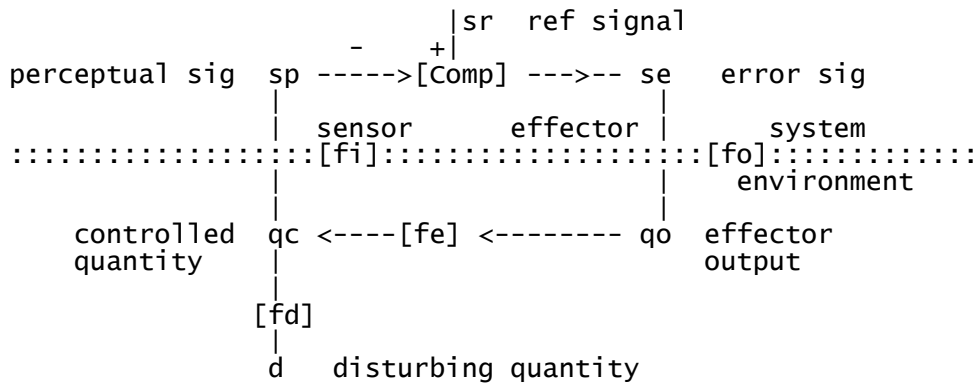 |sr ref signal
- +|
perceptual sig sp ----->[Comp] --->-- se error sig
| |
| sensor effector | system
:::::::::::::::::::[fi]::::::::::::::::::::[fo]:::::::::::::
| | environment
| |
controlled qc <----[fe] <-------- qo effector
quantity | output
|
[fd]
|
d disturbing quantity